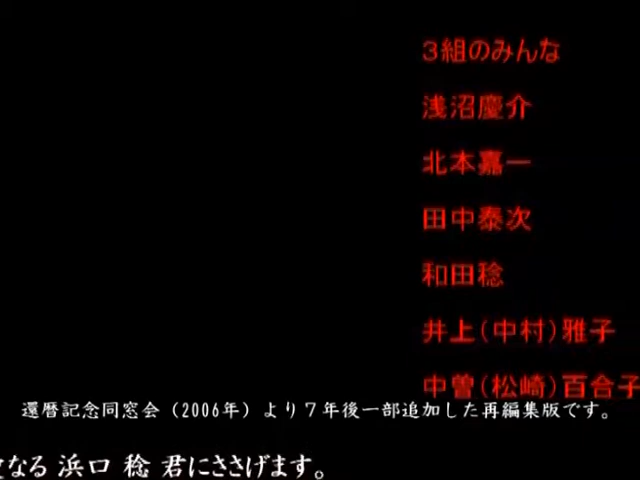 ３組のみんな
浅沼慶介
北本嘉一
田中泰次
和田稔
井上（中村）雅子
中曽（松崎）百合子
還暦記念同窓会（2006年）より７年後一部追加した再編集版です。
なる 浜口 稔 君にささげます。